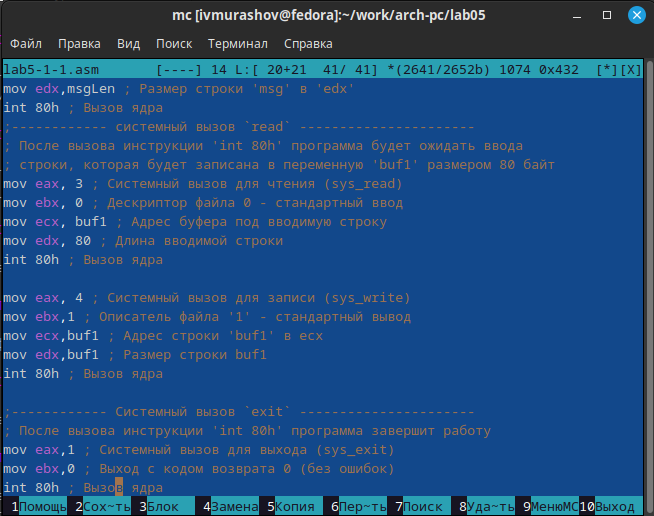 mc [ivmurashov@fedora]:~/work/arch-pc/lab05
Файл Правка Вид Поиск Терминал Справка
lab5-1-1.asm [----] 14 L:[ 20+21 41/ 41] *(2641/2652b) 1074 0x432 [*][X]
mov edx,msgLen ; Размер строки 'msg' в 'edx'
int 80h ; Вызов ядра
;------------ системный вызов `read` ----------------------
; После вызова инструкции 'int 80h' программа будет ожидать ввода
; строки, которая будет записана в переменную 'buf1' размером 80 байт
mov eax, 3 ; Системный вызов для чтения (sys_read)
mov ebx, 0 ; Дескриптор файла 0 - стандартный ввод
mov ecx, buf1 ; Адрес буфера под вводимую строку
mov edx, 80 ; Длина вводимой строки
int 80h ; Вызов ядра
mov eax, 4 ; Системный вызов для записи (sys_write)
mov ebx,1 ; Описатель файла '1' - стандартный вывод
mov ecx,buf1 ; Адрес строки 'buf1' в ecx
mov edx,buf1 ; Размер строки buf1
int 80h ; Вызов ядра
;------------ Системный вызов `exit` ----------------------
; После вызова инструкции 'int 80h' программа завершит работу
mov eax,1 ; Системный вызов для выхода (sys_exit)
mov ebx,0 ; Выход с кодом возврата 0 (без ошибок)
int 80h ; Вызов ядра
1Помощь 2Сох~ть 3Блок 4Замена 5Копия 6Пер~ть 7Поиск 8Уда~ть 9МенюМС 10Выход